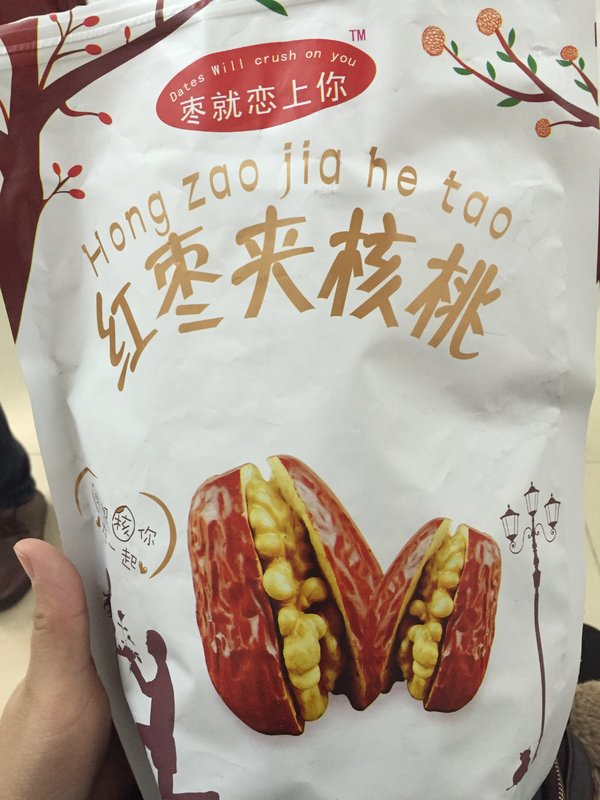 TM
Dates Will crush on you
枣就恋上你
Hong zao jia he tao
红枣夹核桃
核你
起